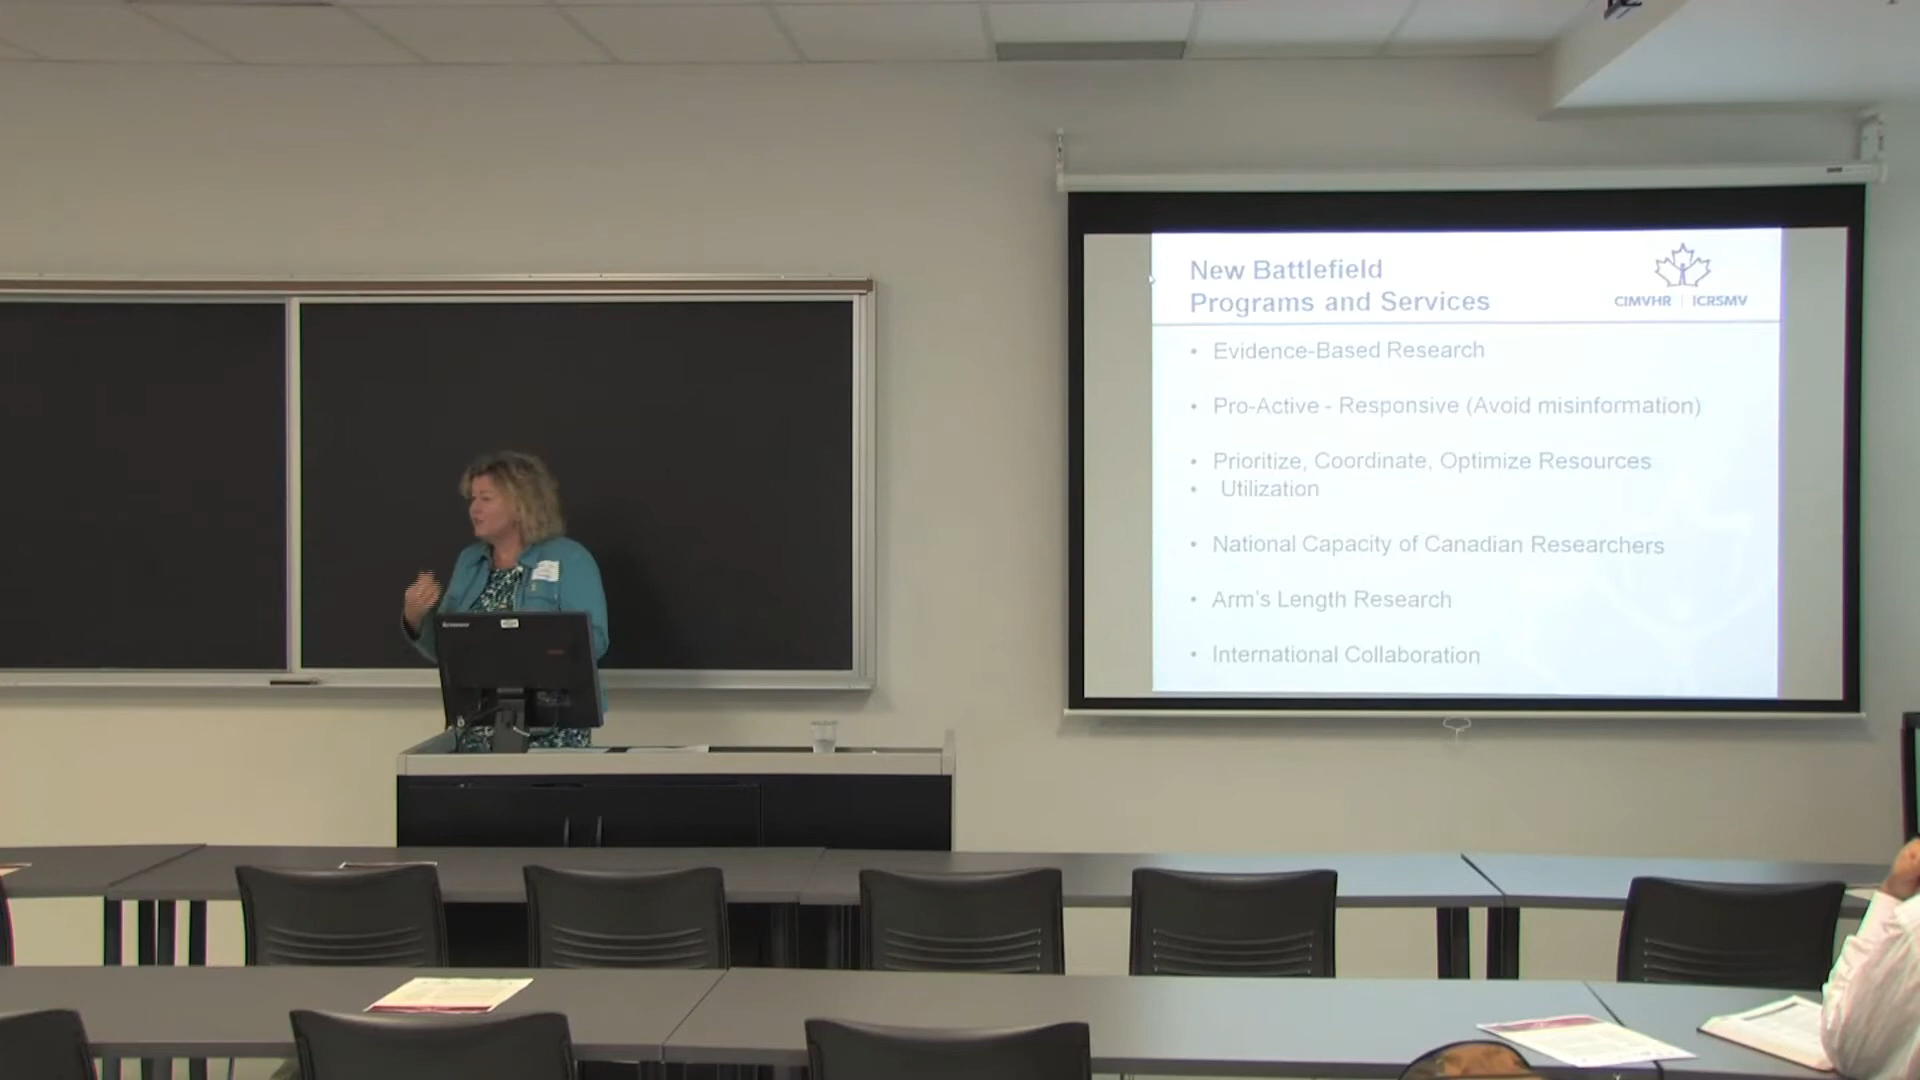 New Battlefield
Programs and Services
CIMVHR | ICRSMV
• Evidence-Based Research
• Pro-Active - Responsive (Avoid misinformation)
• Prioritize, Coordinate, Optimize Resources
• Utilization
• National Capacity of Canadian Researchers
• Arm's Length Research
• International Collaboration